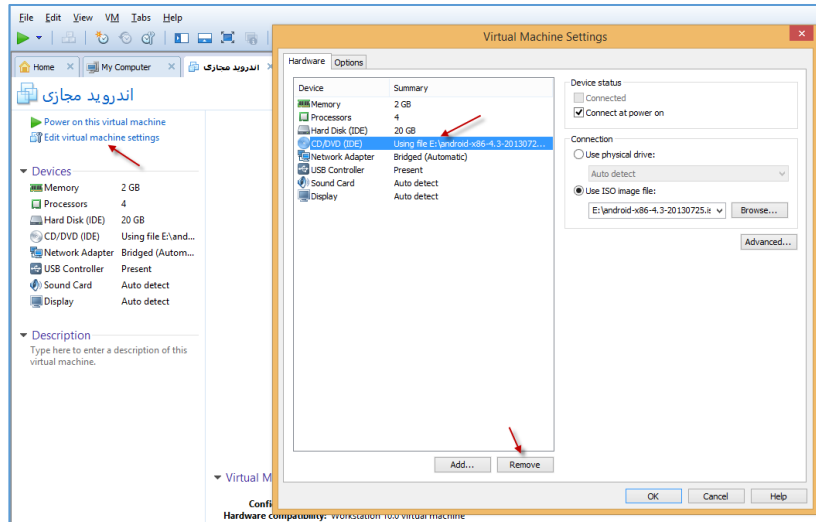 File Edit View VM Tabs Help
Home My Computer اندروید مجازی
اندروید مجازی
Power on this virtual machine
Edit virtual machine settings
Devices
Memory 2 GB
Processors 4
Hard Disk (IDE) 20 GB
CD/DVD (IDE) Using file E:\and...
Network Adapter Bridged (Autom...
USB Controller Present
Sound Card Auto detect
Display Auto detect
Description
Type here to enter a description of this
virtual machine.
Virtual M
Confi
Hardware compatibility: Workstation 10.0 virtual machine
Virtual Machine Settings
Hardware Options
Device Summary
Memory 2 GB
Processors 4
Hard Disk (IDE) 20 GB
CD/DVD (IDE) Using file E:\android-x86-4.3-2013072...
Network Adapter Bridged (Automatic)
USB Controller Present
Sound Card Auto detect
Display Auto detect
Add... Remove
Device status
Connected
Connect at power on
Connection
Use physical drive:
Auto detect
Use ISO image file:
E:\android-x86-4.3-20130725.is Browse...
Advanced...
OK Cancel Help